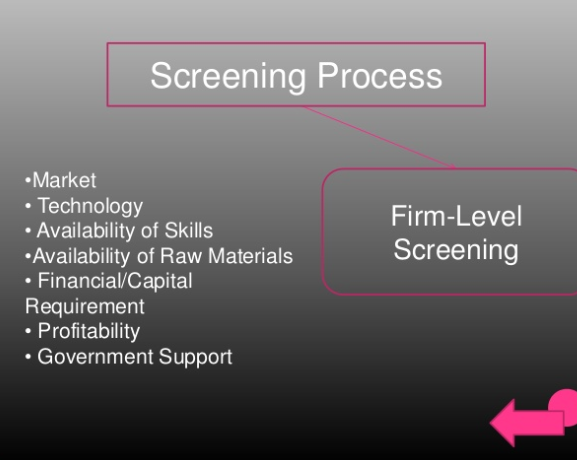 Screening Process
•Market
• Technology
• Availability of Skills
•Availability of Raw Materials
• Financial/Capital
Requirement
• Profitability
• Government Support
Firm-Level
Screening